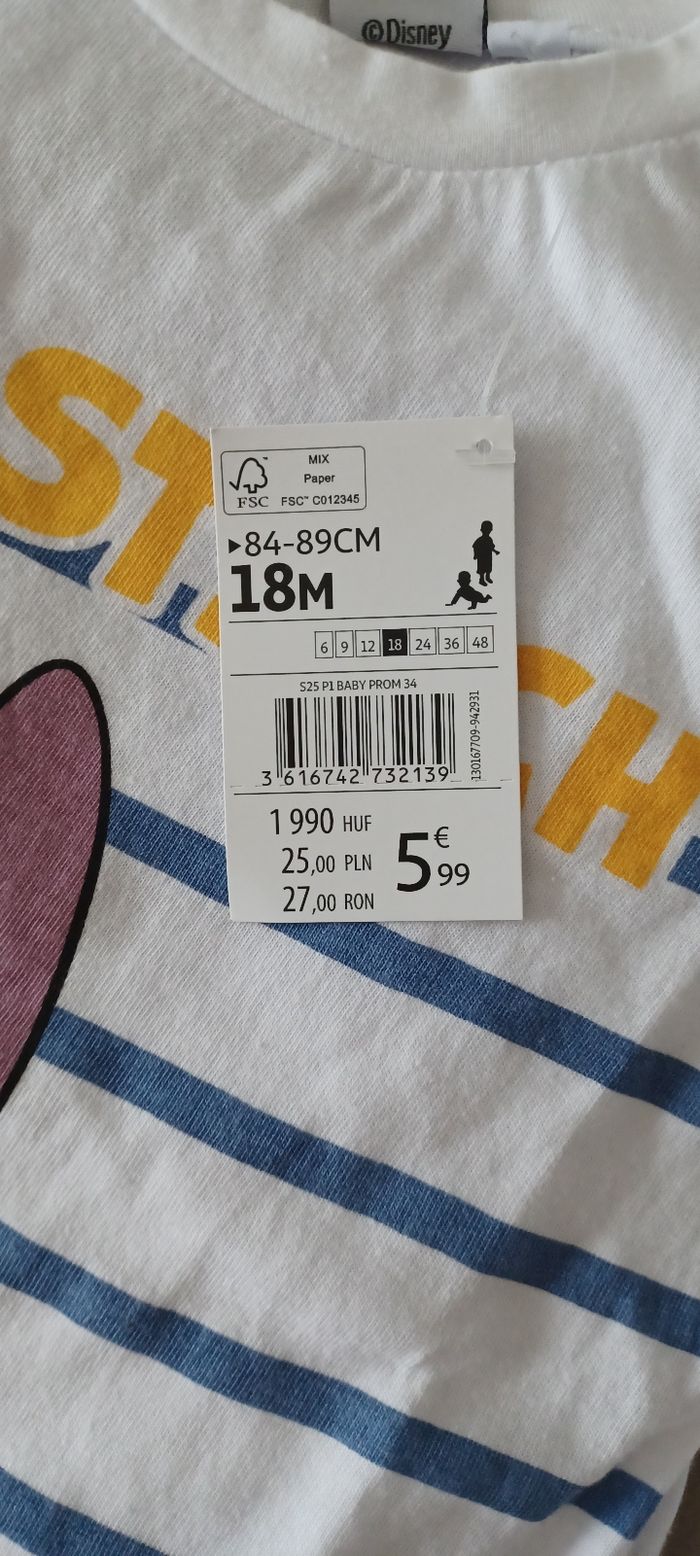 ©Disney
ST
GH
MIX
Paper
FSC™ C012345
FSC
84-89CM
18M
6 9 12 18 24 36 48
S25 P1 BABY PROM 34
130167709-942931
3 616742 732139
1 990 HUF
25,00 PLN
27,00 RON
5€99